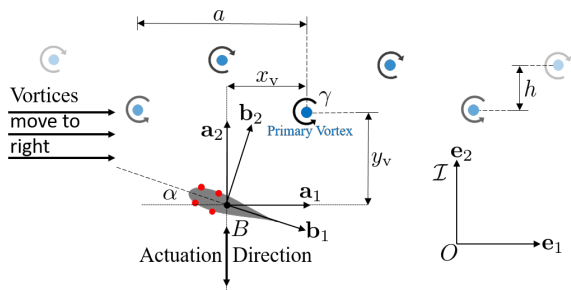 a
x_v
γ
Vortices
move to
right
Primary Vortex
h
b_2
a_2
y_v
e_2
I
α
a_1
B
b_1
Actuation
Direction
O
e_1